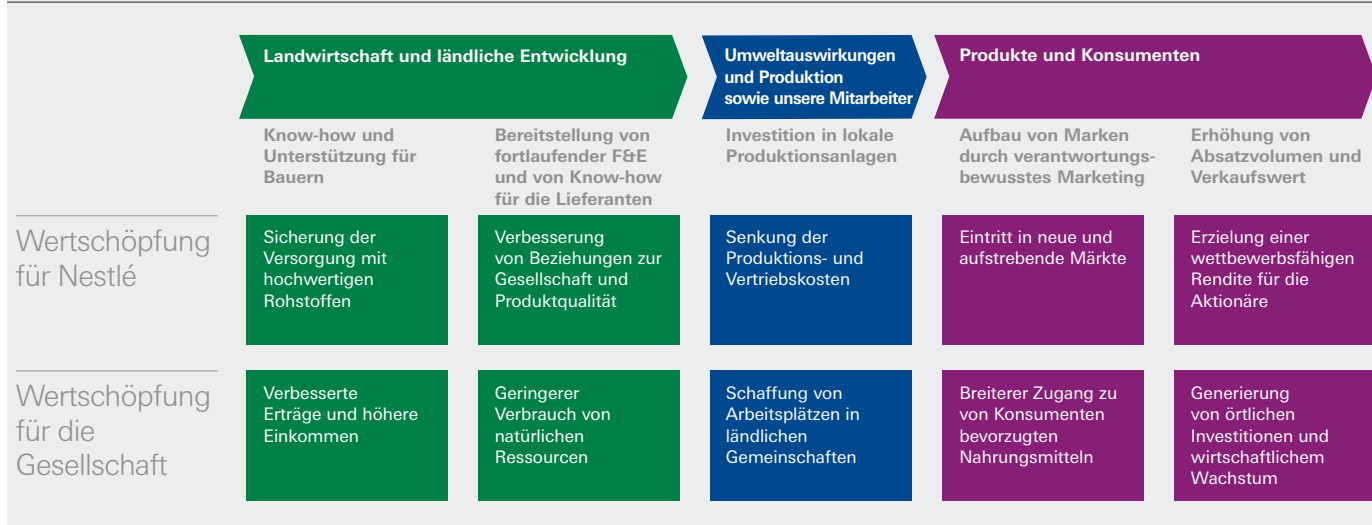 Landwirtschaft und ländliche Entwicklung
Umweltauswirkungen
und Produktion
sowie unsere Mitarbeiter
Produkte und Konsumenten
Know-how und
Unterstützung für
Bauern
Bereitstellung von
fortlaufender F&E
und von Know-how
für die Lieferanten
Investition in lokale
Produktionsanlagen
Aufbau von Marken
durch verantwortungs-
bewusstes Marketing
Erhöhung von
Absatzvolumen und
Verkaufswert
Wertschöpfung
für Nestlé
Sicherung der
Versorgung mit
hochwertigen
Rohstoffen
Verbesserung
von Beziehungen zur
Gesellschaft und
Produktqualität
Senkung der
Produktions- und
Vertriebskosten
Eintritt in neue und
aufstrebende Märkte
Erzielung einer
wettbewerbsfähigen
Rendite für die
Aktionäre
Wertschöpfung
für die
Gesellschaft
Verbesserte
Erträge und höhere
Einkommen
Geringerer
Verbrauch von
natürlichen
Ressourcen
Schaffung von
Arbeitsplätzen in
ländlichen
Gemeinschaften
Breiterer Zugang zu
von Konsumenten
bevorzugten
Nahrungsmitteln
Generierung
von örtlichen
Investitionen und
wirtschaftlichem
Wachstum